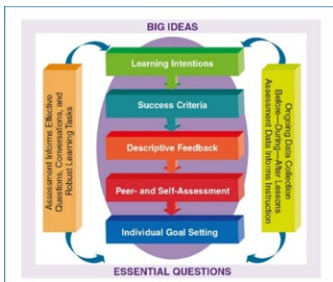 BIG IDEAS
Learning Intentions
Success Criteria
Descriptive Feedback
Peer- and Self-Assessment
Individual Goal Setting
Assessment Informs Effective
Questions, Conversations, and
Robust Learning Tasks
Ongoing Data Collection
Before—During—After Lessons
Assessment Data Informs Instruction
ESSENTIAL QUESTIONS